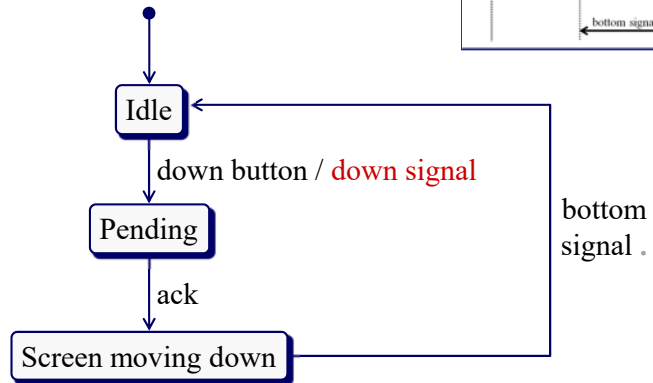 bottom signal
Idle
down button / down signal
Pending
bottom
signal .
ack
Screen moving down